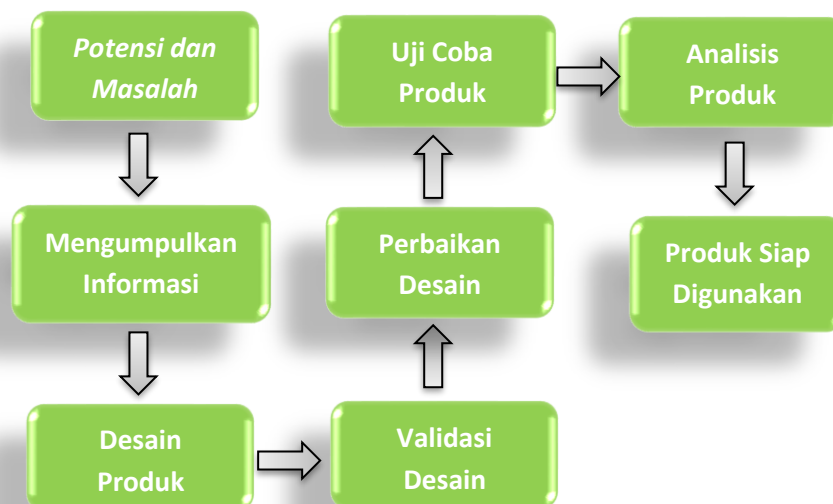 Potensi dan
Masalah
Mengumpulkan
Informasi
Desain
Produk
Validasi
Desain
Perbaikan
Desain
Uji Coba
Produk
Analisis
Produk
Produk Siap
Digunakan